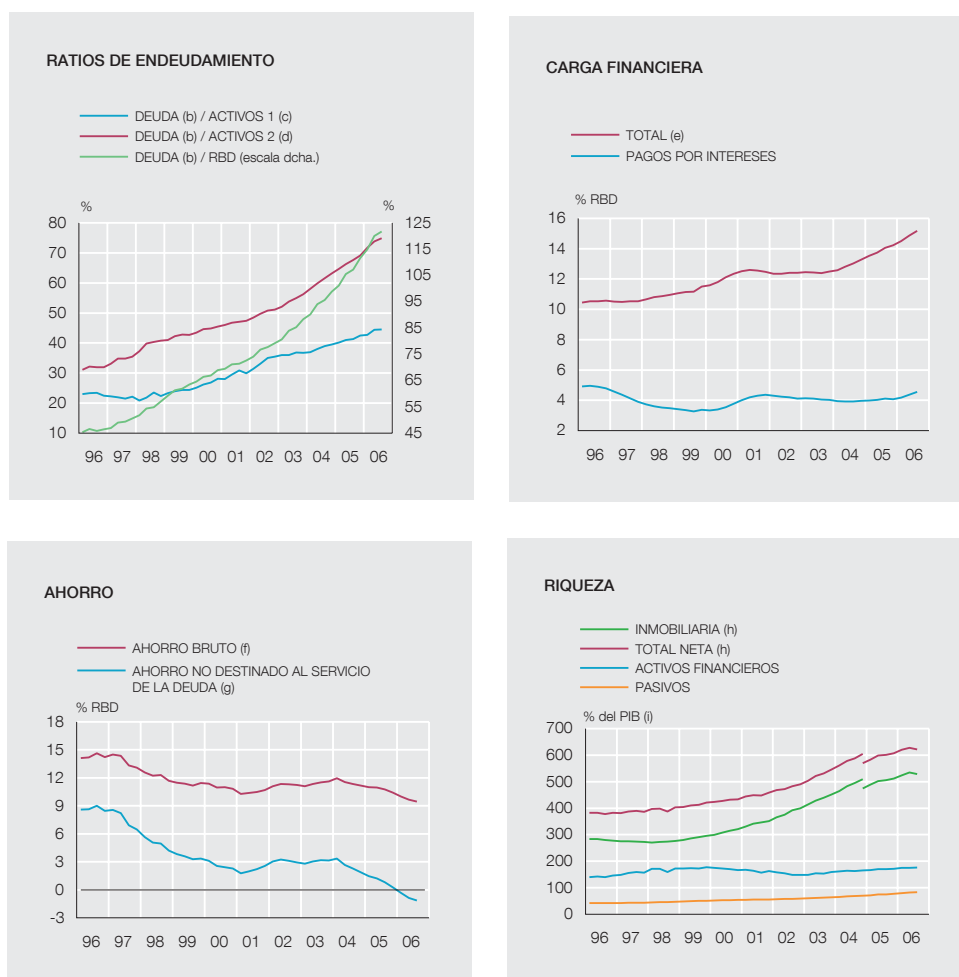 RATIOS DE ENDEUDAMIENTO
DEUDA (b) / ACTIVOS 1 (c)
DEUDA (b) / ACTIVOS 2 (d)
DEUDA (b) / RBD (escala dcha.)
% %
80 125
70 115
60 105
50 95
40 85
30 75
20 65
10 55
45
96 97 98 99 00 01 02 03 04 05 06
CARGA FINANCIERA
TOTAL (e)
PAGOS POR INTERESES
% RBD
16
14
12
10
8
6
4
2
96 97 98 99 00 01 02 03 04 05 06
AHORRO
AHORRO BRUTO (f)
AHORRO NO DESTINADO AL SERVICIO
DE LA DEUDA (g)
% RBD
18
15
12
9
6
3
0
-3
96 97 98 99 00 01 02 03 04 05 06
RIQUEZA
INMOBILIARIA (h)
TOTAL NETA (h)
ACTIVOS FINANCIEROS
PASIVOS
% del PIB (i)
700
600
500
400
300
200
100
0
96 97 98 99 00 01 02 03 04 05 06